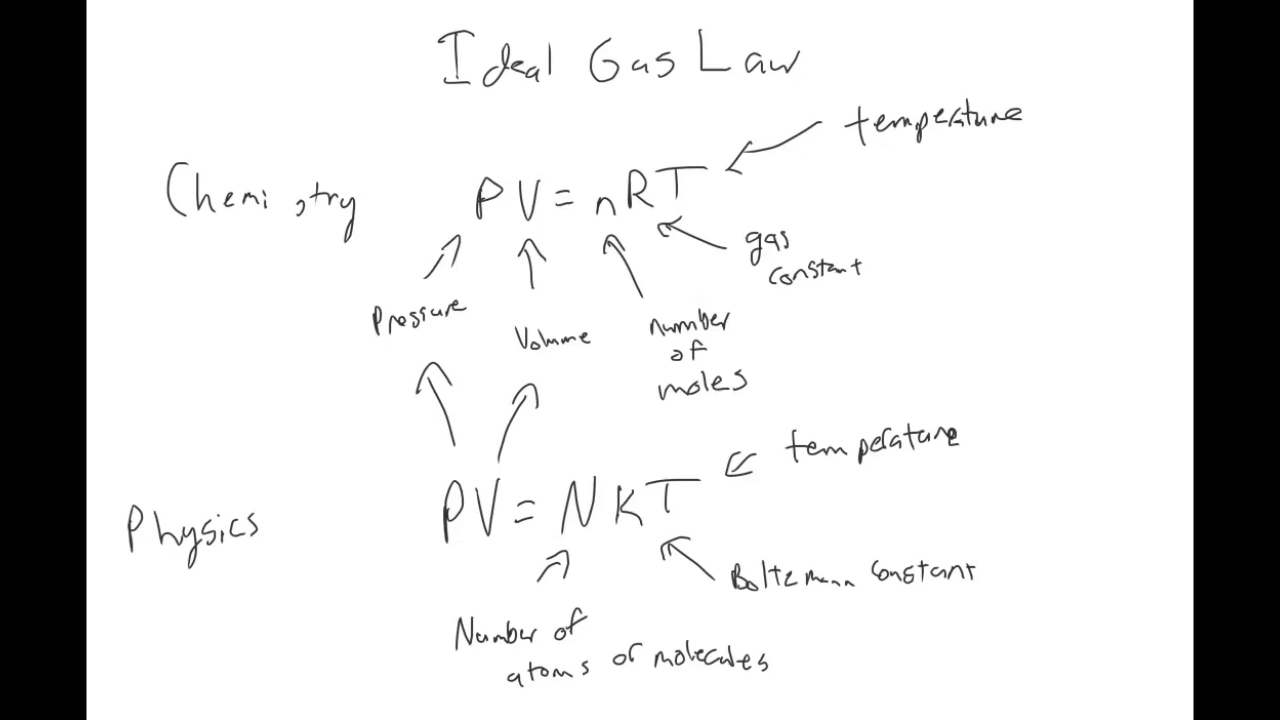 Ideal Gas Law
temperature
Chemistry
PV = nRT
gas
constant
Pressure
Volume
number
of
moles
temperature
Physics
PV = NKT
Boltzmann Constant
Number of
atoms or molecules